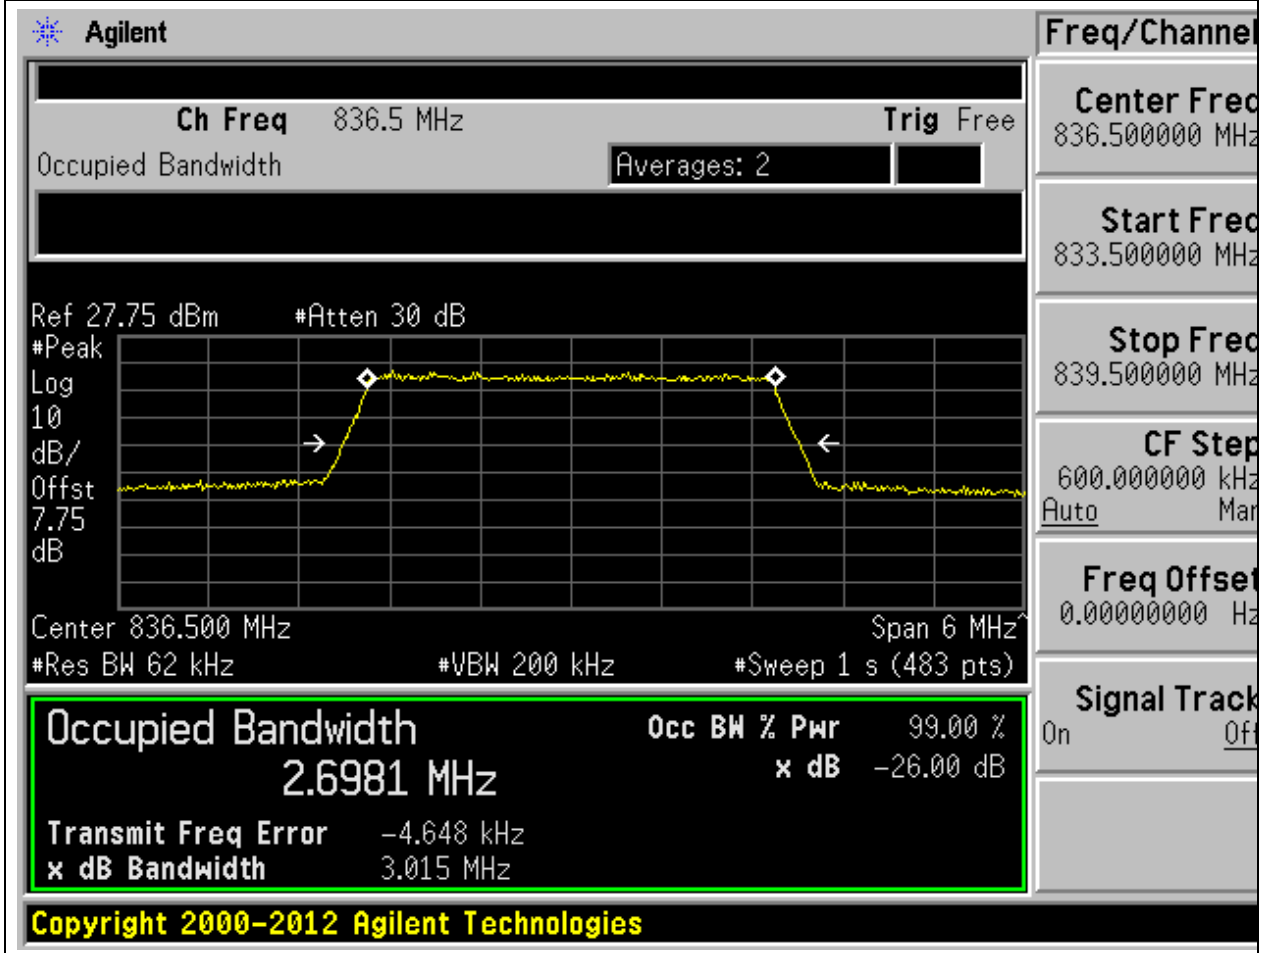 Agilent
Freq/Channel
Ch Freq 836.5 MHz Trig Free
Occupied Bandwidth Averages: 2
Center Freq
836.500000 MHz
Start Freq
833.500000 MHz
Stop Freq
839.500000 MHz
CF Step
600.000000 kHz
Auto Man
Freq Offset
0.00000000 Hz
Signal Track
On Off
Ref 27.75 dBm #Atten 30 dB
#Peak
Log
10
dB/
Offst
7.75
dB
Center 836.500 MHz Span 6 MHz^
#Res BW 62 kHz #VBW 200 kHz #Sweep 1 s (483 pts)
Occupied Bandwidth Occ BW % Pwr 99.00 %
2.6981 MHz x dB -26.00 dB
Transmit Freq Error -4.648 kHz
x dB Bandwidth 3.015 MHz
Copyright 2000-2012 Agilent Technologies